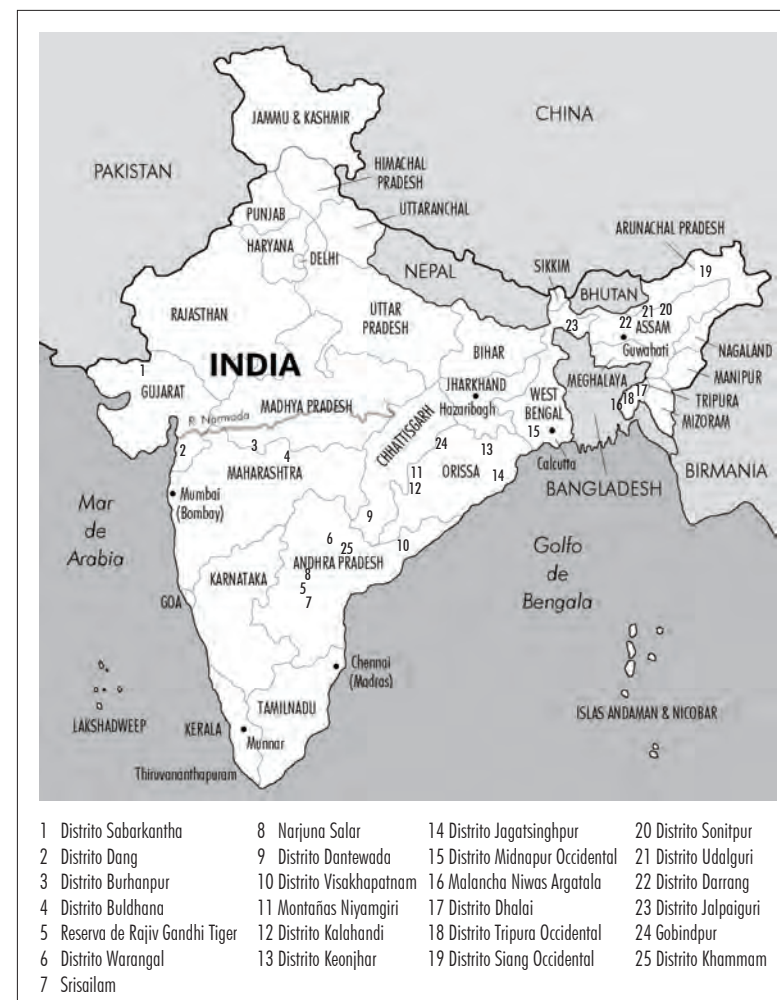 CHINA
JAMMU & KASHMIR
PAKISTAN
HIMACHAL
PRADESH
PUNJAB
UTTARANCHAL
ARUNACHAL PRADESH
HARYANA
DELHI
NEPAL
SIKKIM
19
BHUTAN
RAJASTHAN
UTTAR
PRADESH
21 20
22 ASSAM
23
Guwahati
NAGALAND
BIHAR
INDIA
1
GUJARAT
JHARKHAND
Hazaribagh
WEST
BENGAL
MEGHALAYA
MANIPUR
TRIPURA
MIZORAM
16 18 17
MADHYA PRADESH
R. Narmada
CHHATTISGARH
15
Calcutta
2
3
4
24
13
MAHARASHTRA
11
12
ORISSA
14
BANGLADESH
BIRMANIA
Mumbai
(Bombay)
Mar
de
Arabia
9
6
25
10
Golfo
de
Bengala
ANDHRA PRADESH
8
KARNATAKA
5
7
GOA
Chennai
(Madras)
TAMILNADU
LAKSHADWEEP
KERALA
Munnar
ISLAS ANDAMAN & NICOBAR
Thiruvananthapuram
1 Distrito Sabarkantha
2 Distrito Dang
3 Distrito Burhanpur
4 Distrito Buldhana
5 Reserva de Rajiv Gandhi Tiger
6 Distrito Warangal
7 Srisailam
8 Narjuna Salar
9 Distrito Dantewada
10 Distrito Visakhapatnam
11 Montañas Niyamgiri
12 Distrito Kalahandi
13 Distrito Keonjhar
14 Distrito Jagatsinghpur
15 Distrito Midnapur Occidental
16 Malancha Niwas Argatala
17 Distrito Dhalai
18 Distrito Tripura Occidental
19 Distrito Siang Occidental
20 Distrito Sonitpur
21 Distrito Udalguri
22 Distrito Darrang
23 Distrito Jalpaiguri
24 Gobindpur
25 Distrito Khammam